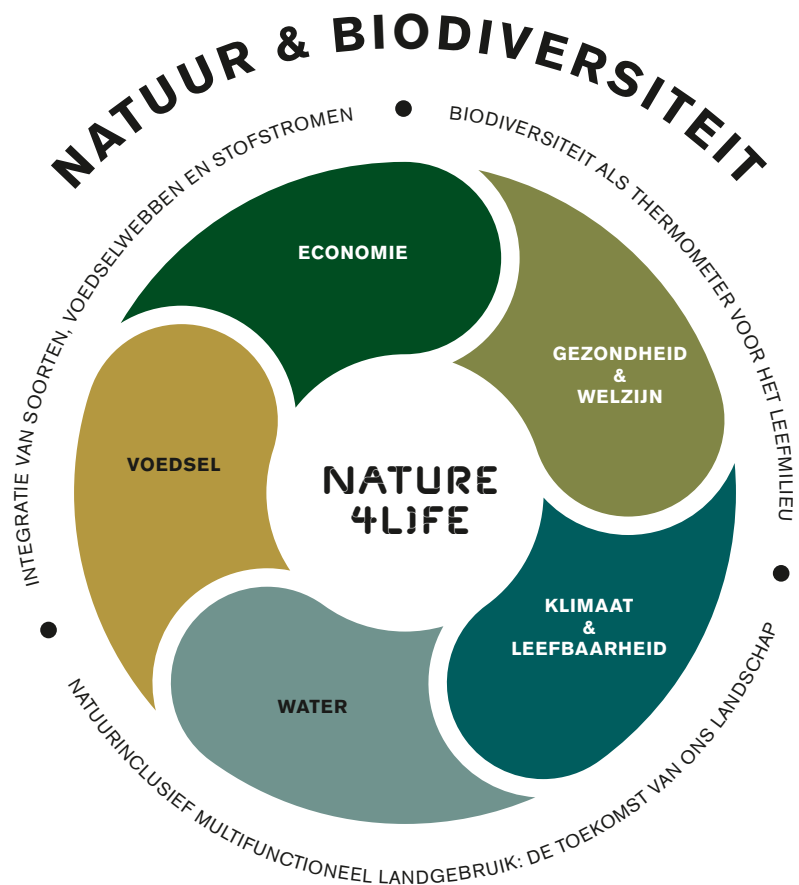 NATUUR & BIODIVERSITEIT
INTEGRATIE VAN SOORTEN, VOEDSELWEBBEN EN STOFSTROMEN
BIODIVERSITEIT ALS THERMOMETER VOOR HET LEEFMILIEU
ECONOMIE
GEZONDHEID
&
WELZIJN
VOEDSEL
NATURE
4LIFE
KLIMAAT
&
LEEFBAARHEID
WATER
NATUURINCLUSIEF MULTIFUNCTIONEEL LANDGEBRUIK: DE TOEKOMST VAN ONS LANDSCHAP